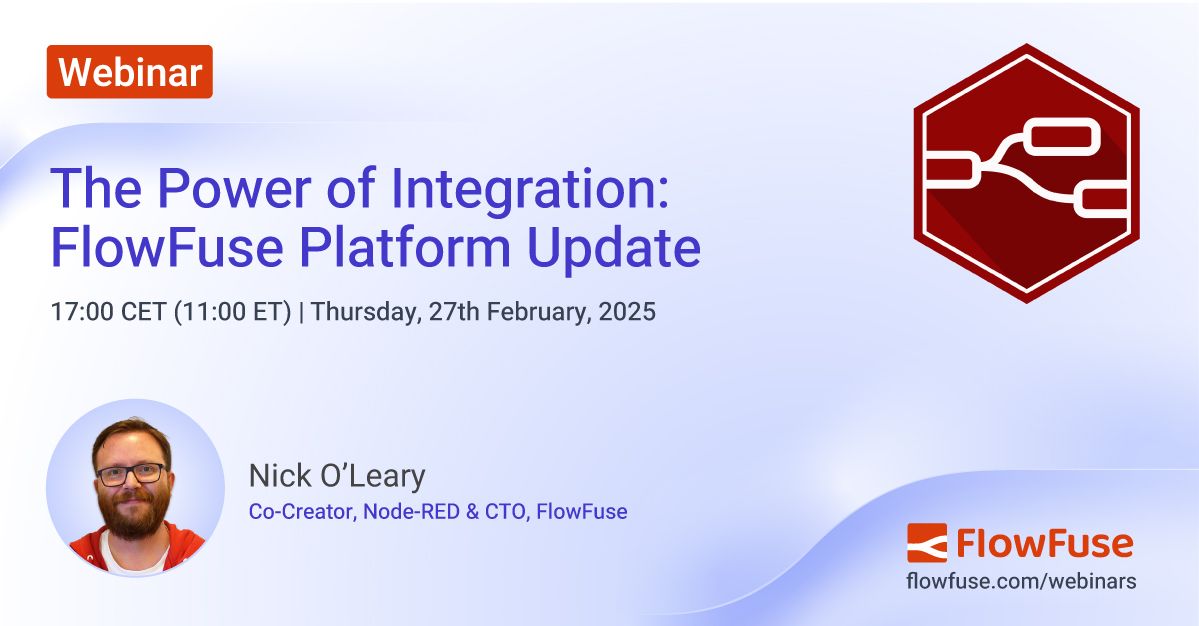 Webinar
The Power of Integration:
FlowFuse Platform Update
17:00 CET (11:00 ET) | Thursday, 27th February, 2025
Nick O’Leary
Co-Creator, Node-RED & CTO, FlowFuse
FlowFuse
flowfuse.com/webinars